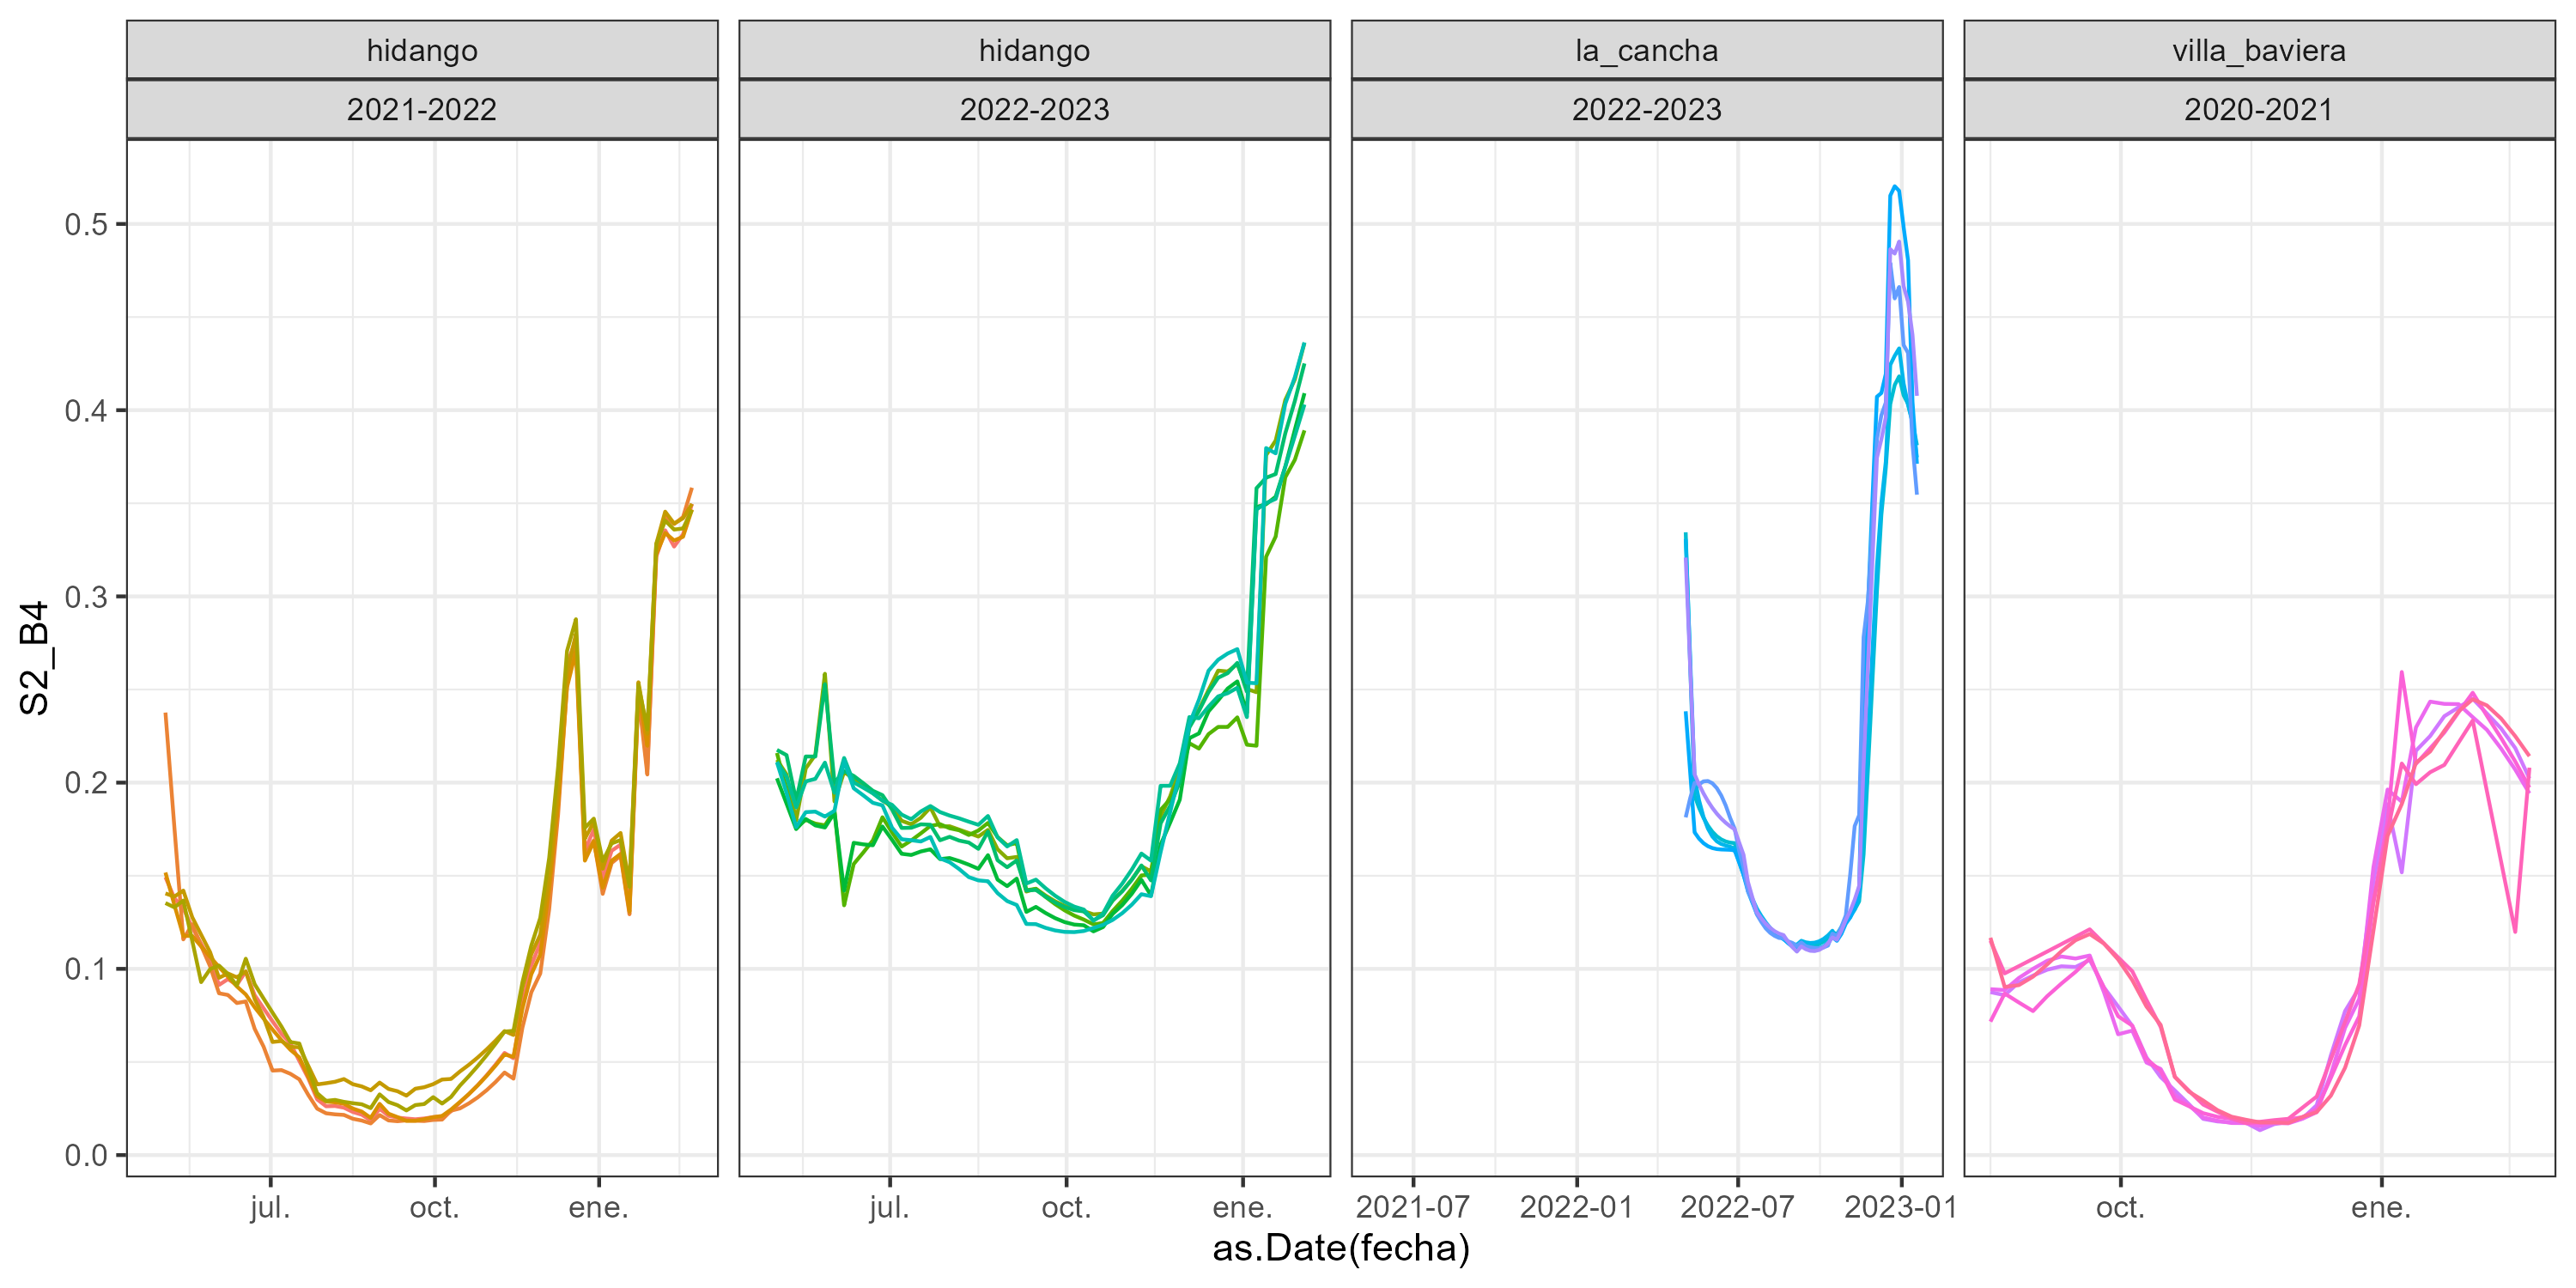 hidango hidango la_cancha villa_baviera
2021-2022 2022-2023 2022-2023 2020-2021
S2_B4
0.5
0.4
0.3
0.2
0.1
0.0
jul. oct. ene. jul. oct. ene. 2021-07 2022-01 2022-07 2023-01 oct. ene.
as.Date(fecha)